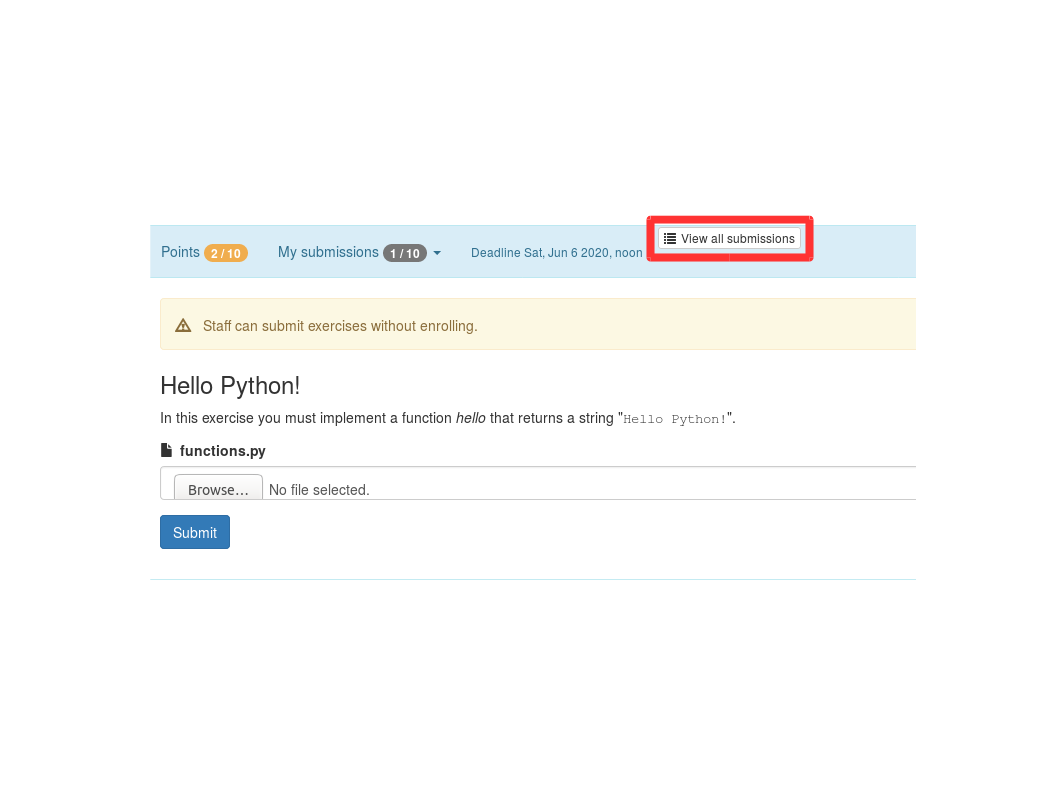 Points 2 / 10 My submissions 1 / 10 Deadline Sat, Jun 6 2020, noon View all submissions
Staff can submit exercises without enrolling.
Hello Python!
In this exercise you must implement a function hello that returns a string "Hello Python!".
functions.py
Browse... No file selected.
Submit